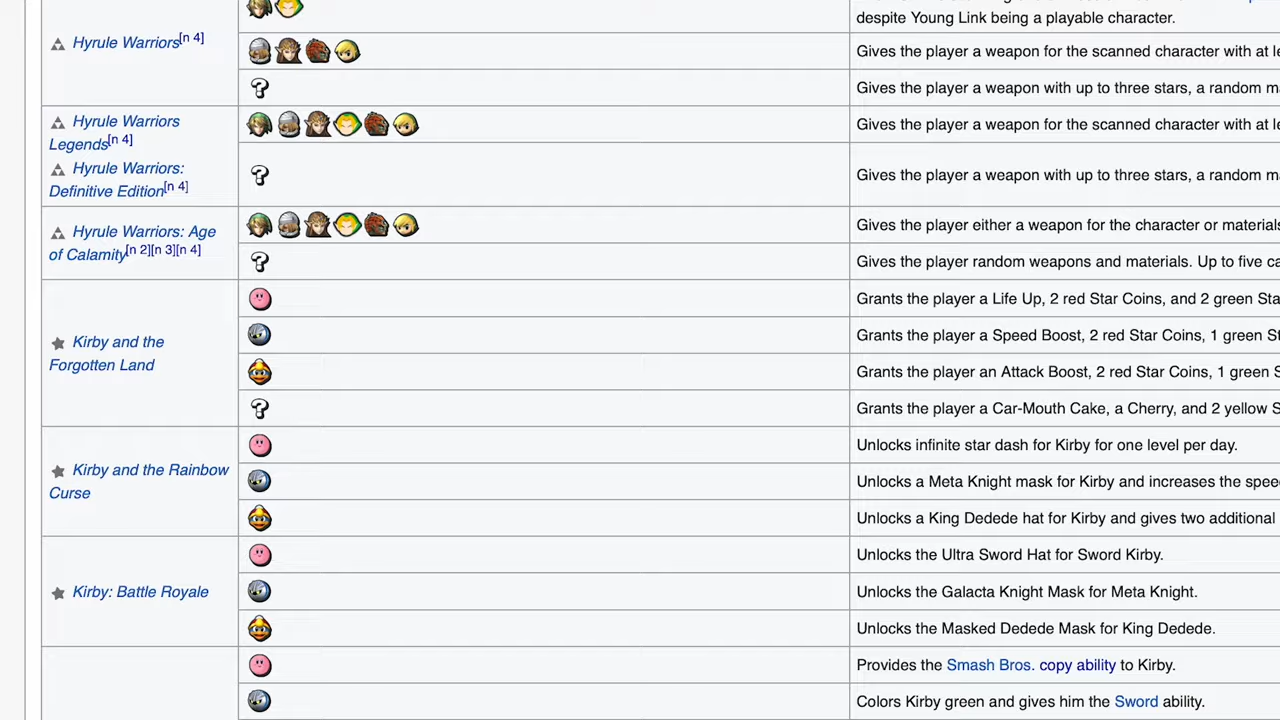 despite Young Link being a playable character.
Hyrule Warriors[n 4]
Gives the player a weapon for the scanned character with at le
?
Gives the player a weapon with up to three stars, a random m
Hyrule Warriors
Legends[n 4]
Gives the player a weapon for the scanned character with at le
Hyrule Warriors:
Definitive Edition[n 4]
?
Gives the player a weapon with up to three stars, a random m
Hyrule Warriors: Age
of Calamity[n 2][n 3][n 4]
Gives the player either a weapon for the character or materials
?
Gives the player random weapons and materials. Up to five ca
Kirby and the
Forgotten Land
Grants the player a Life Up, 2 red Star Coins, and 2 green Sta
Grants the player a Speed Boost, 2 red Star Coins, 1 green St
Grants the player an Attack Boost, 2 red Star Coins, 1 green S
?
Grants the player a Car-Mouth Cake, a Cherry, and 2 yellow S
Kirby and the Rainbow
Curse
Unlocks infinite star dash for Kirby for one level per day.
Unlocks a Meta Knight mask for Kirby and increases the spee
Unlocks a King Dedede hat for Kirby and gives two additional
Kirby: Battle Royale
Unlocks the Ultra Sword Hat for Sword Kirby.
Unlocks the Galacta Knight Mask for Meta Knight.
Unlocks the Masked Dedede Mask for King Dedede.
Provides the Smash Bros. copy ability to Kirby.
Colors Kirby green and gives him the Sword ability.